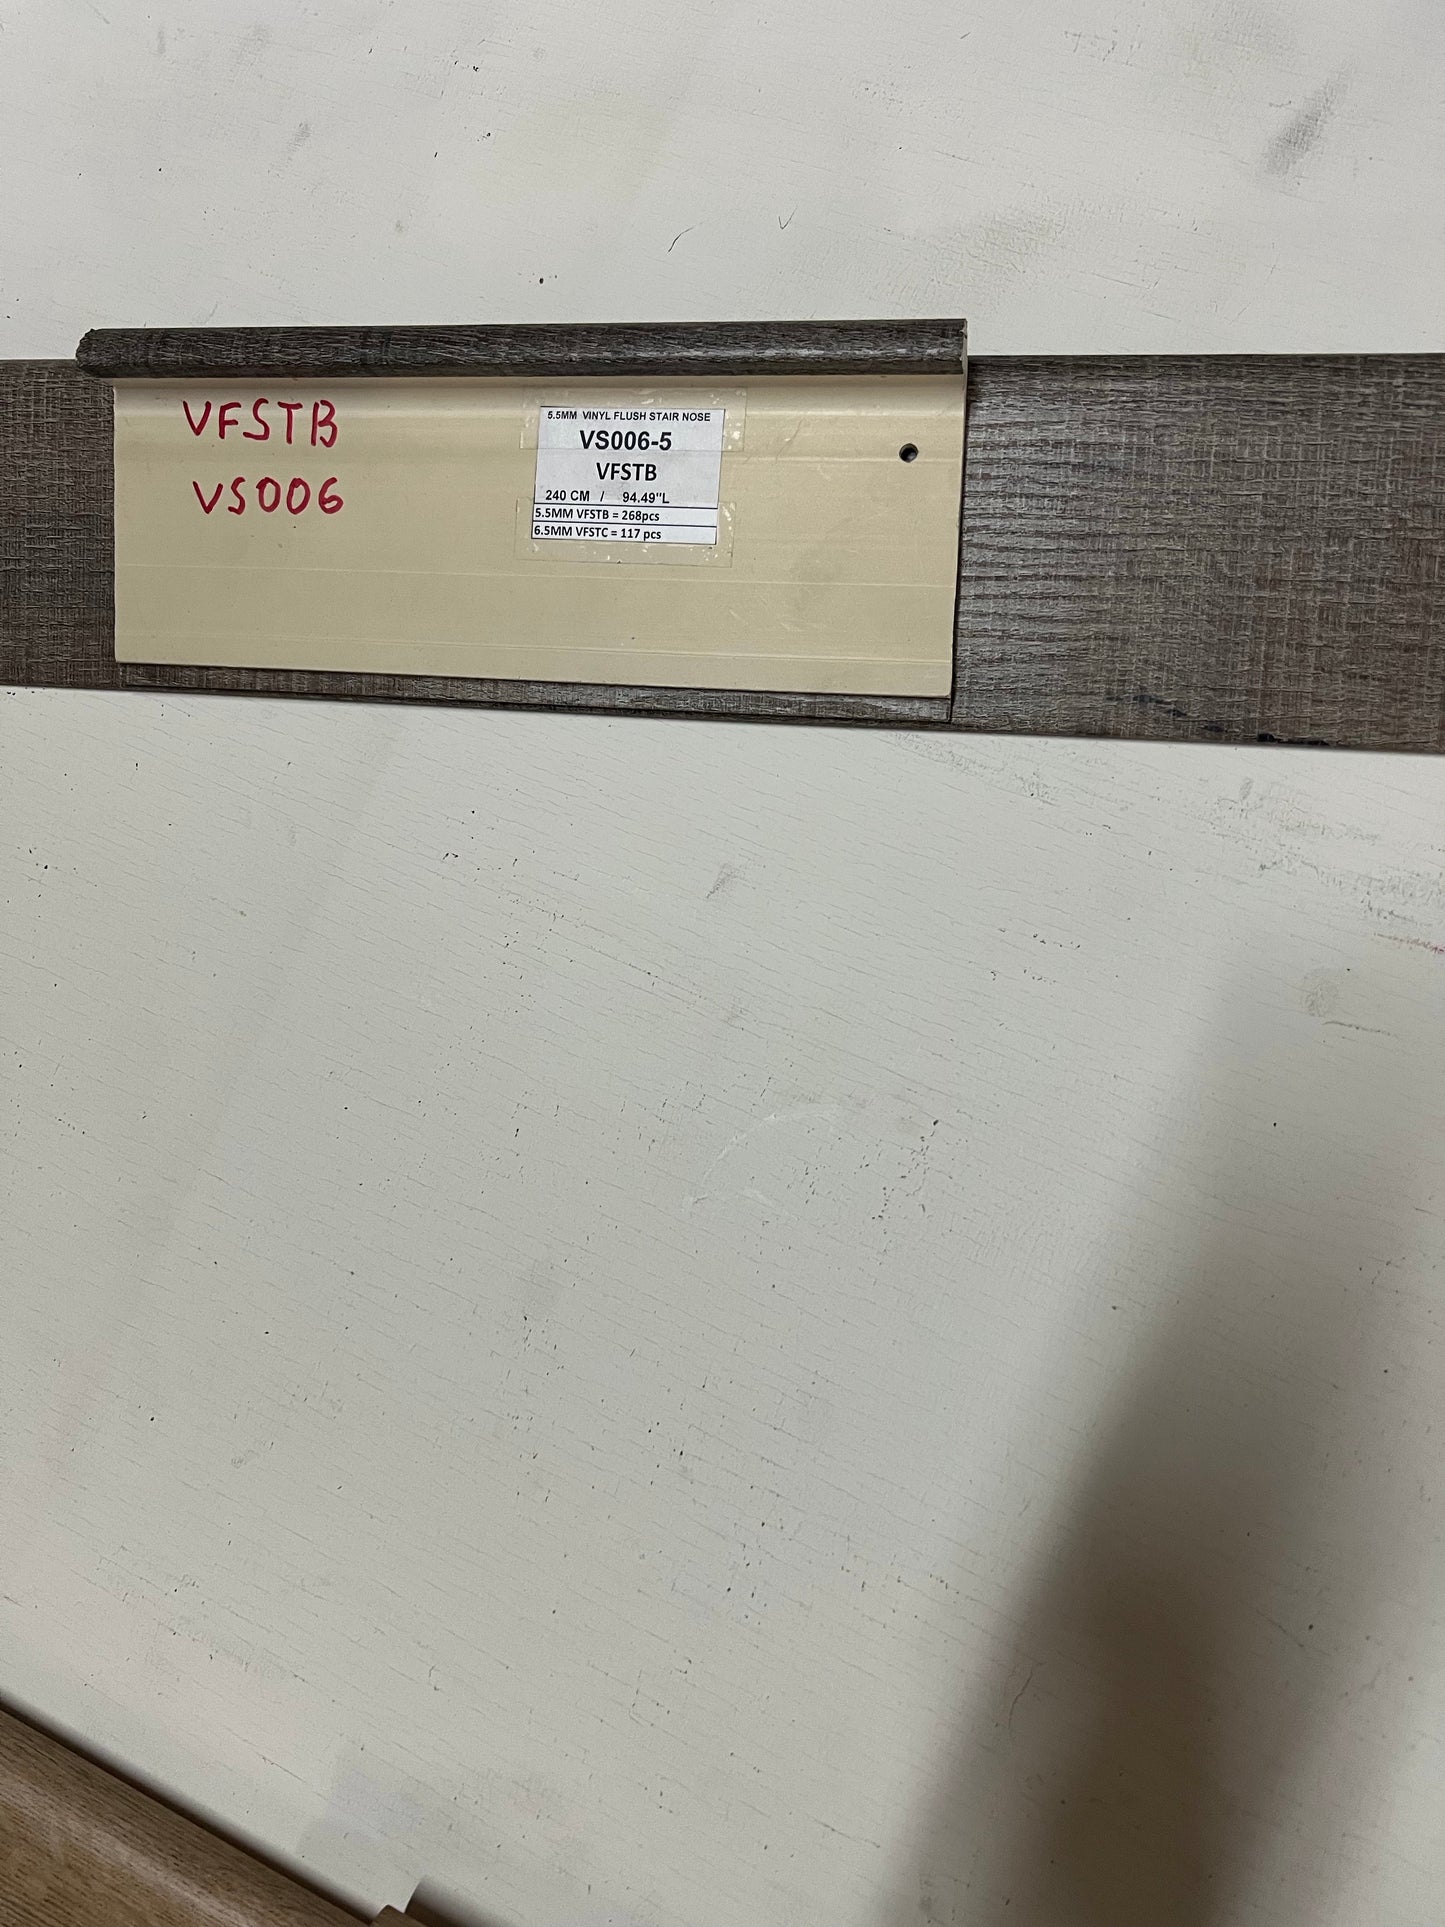 VFSTB
VS006
5.5MM VINYL FLUSH STAIR NOSE
VS006-5
VFSTB
240 CM / 94.49"L
5.5MM VFSTB = 268pcs
6.5MM VFSTC = 117 pcs